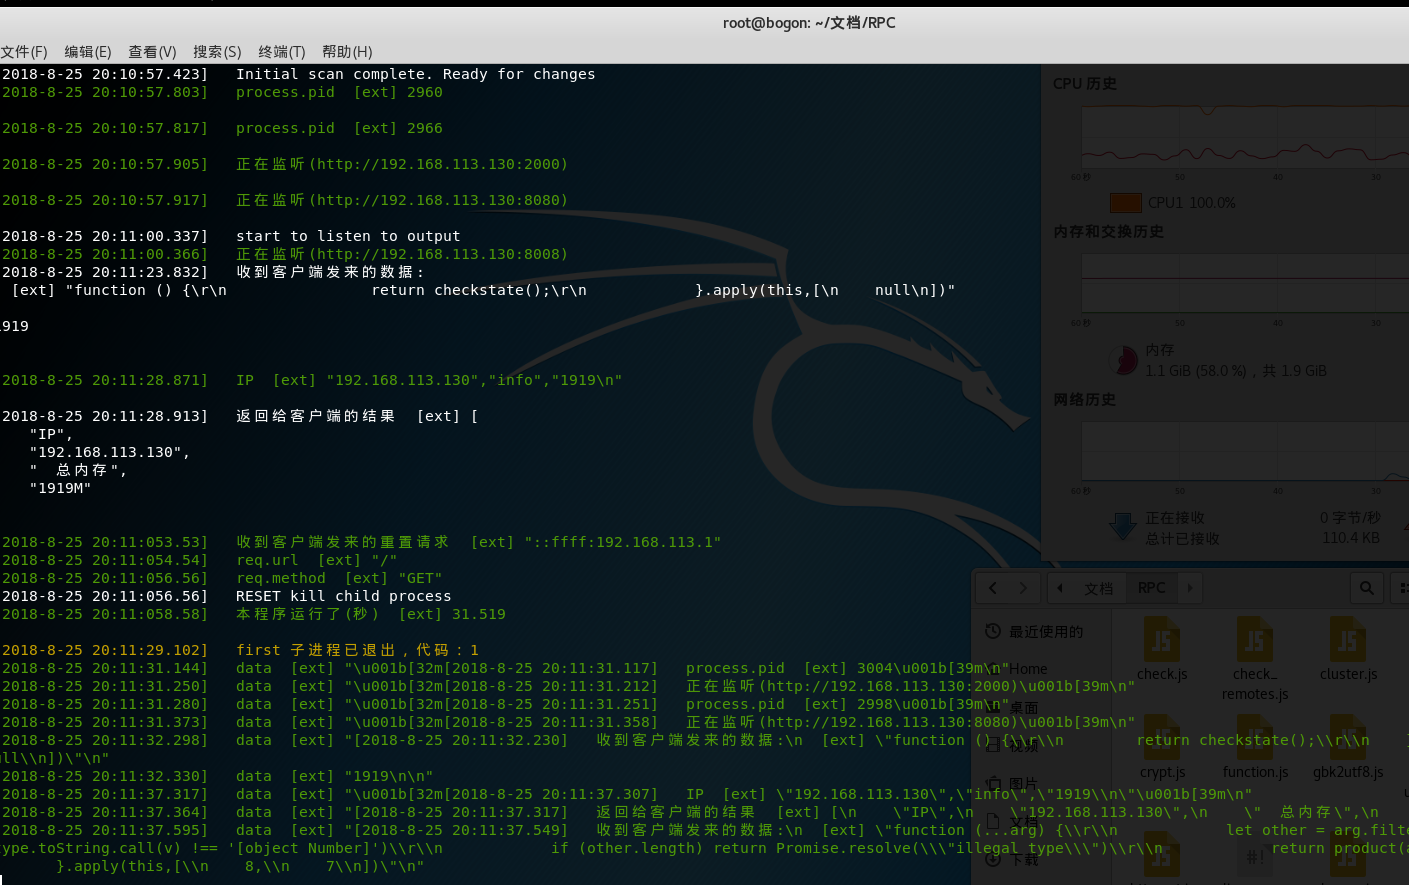 root@bogon: ~/文档/RPC
文件(F) 编辑(E) 查看(V) 搜索(S) 终端(T) 帮助(H)
2018-8-25 20:10:57.423] Initial scan complete. Ready for changes
2018-8-25 20:10:57.803] process.pid [ext] 2960
2018-8-25 20:10:57.817] process.pid [ext] 2966
2018-8-25 20:10:57.905] 正在监听(http://192.168.113.130:2000)
2018-8-25 20:10:57.917] 正在监听(http://192.168.113.130:8080)
2018-8-25 20:11:00.337] start to listen to output
2018-8-25 20:11:00.366] 正在监听(http://192.168.113.130:8008)
2018-8-25 20:11:23.832] 收到客户端发来的数据:
[ext] "function () {\r\n return checkstate();\r\n }.apply(this,[\n null\n])"
1919
2018-8-25 20:11:28.871] IP [ext] "192.168.113.130","info","1919\n"
2018-8-25 20:11:28.913] 返回给客户端的结果 [ext] [
"IP",
"192.168.113.130",
" 总内存",
"1919M"
2018-8-25 20:11:053.53] 收到客户端发来的重置请求 [ext] "::ffff:192.168.113.1"
2018-8-25 20:11:054.54] req.url [ext] "/"
2018-8-25 20:11:056.56] req.method [ext] "GET"
2018-8-25 20:11:056.56] RESET kill child process
2018-8-25 20:11:058.58] 本程序运行了(秒) [ext] 31.519
2018-8-25 20:11:29.102] first 子进程已退出，代码：1
2018-8-25 20:11:31.144] data [ext] "\u001b[32m[2018-8-25 20:11:31.117] process.pid [ext] 3004\u001b[39m\n"
2018-8-25 20:11:31.250] data [ext] "\u001b[32m[2018-8-25 20:11:31.212] 正在监听(http://192.168.113.130:2000)\u001b[39m\n"
2018-8-25 20:11:31.280] data [ext] "\u001b[32m[2018-8-25 20:11:31.251] process.pid [ext] 2998\u001b[39m\n"
2018-8-25 20:11:31.373] data [ext] "\u001b[32m[2018-8-25 20:11:31.358] 正在监听(http://192.168.113.130:8080)\u001b[39m\n"
2018-8-25 20:11:32.298] data [ext] "[2018-8-25 20:11:32.230] 收到客户端发来的数据:\n [ext] \"function () {\\r\\n return checkstate();\\r\\n }
ull\\n])\"\n"
2018-8-25 20:11:32.330] data [ext] "1919\n\n"
2018-8-25 20:11:37.317] data [ext] "\u001b[32m[2018-8-25 20:11:37.307] IP [ext] \"192.168.113.130\",\"info\",\"1919\\n\"\u001b[39m\n"
2018-8-25 20:11:37.364] data [ext] "[2018-8-25 20:11:37.317] 返回给客户端的结果 [ext] [\n \"IP\",\n \"192.168.113.130\",\n \" 总内存\",\n
2018-8-25 20:11:37.595] data [ext] "[2018-8-25 20:11:37.549] 收到客户端发来的数据:\n [ext] \"function (...arg) {\\r\\n let other = arg.filte
type.toString.call(v) !== '[object Number]')\\r\\n if (other.length) return Promise.resolve(\\\"illegal type\\\")\\r\\n return product(a
}.apply(this,[\\n 8,\\n 7\\n])\"\n"
CPU 历史
60 秒 50 40 30
CPU1 100.0%
内存和交换历史
60 秒 50 40 30
内存
1.1 GiB (58.0 %)，共 1.9 GiB
网络历史
60 秒 50 40 30
正在接收 0 字节/秒
总计已接收 110.4 KB
文档 RPC
最近使用的
Home
桌面
视频
图片
文档
下载
check.js
check_
remotes.js
cluster.js
crypt.js
function.js
gbk2utf8.js